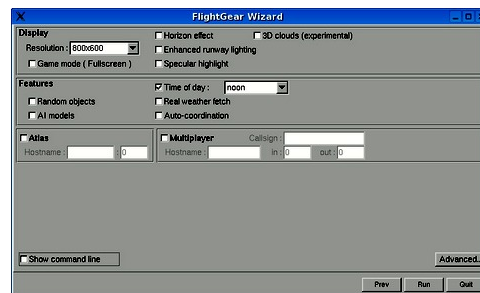 FlightGear Wizard
Display
Resolution : 800x600
Game mode ( Fullscreen )
Horizon effect
3D clouds (experimental)
Enhanced runway lighting
Specular highlight
Features
Time of day : noon
Random objects
Real weather fetch
AI models
Auto-coordination
Atlas
Hostname : : 0
Multiplayer Callsign :
Hostname : in : 0 out : 0
Show command line
Advanced...
Prev Run Quit